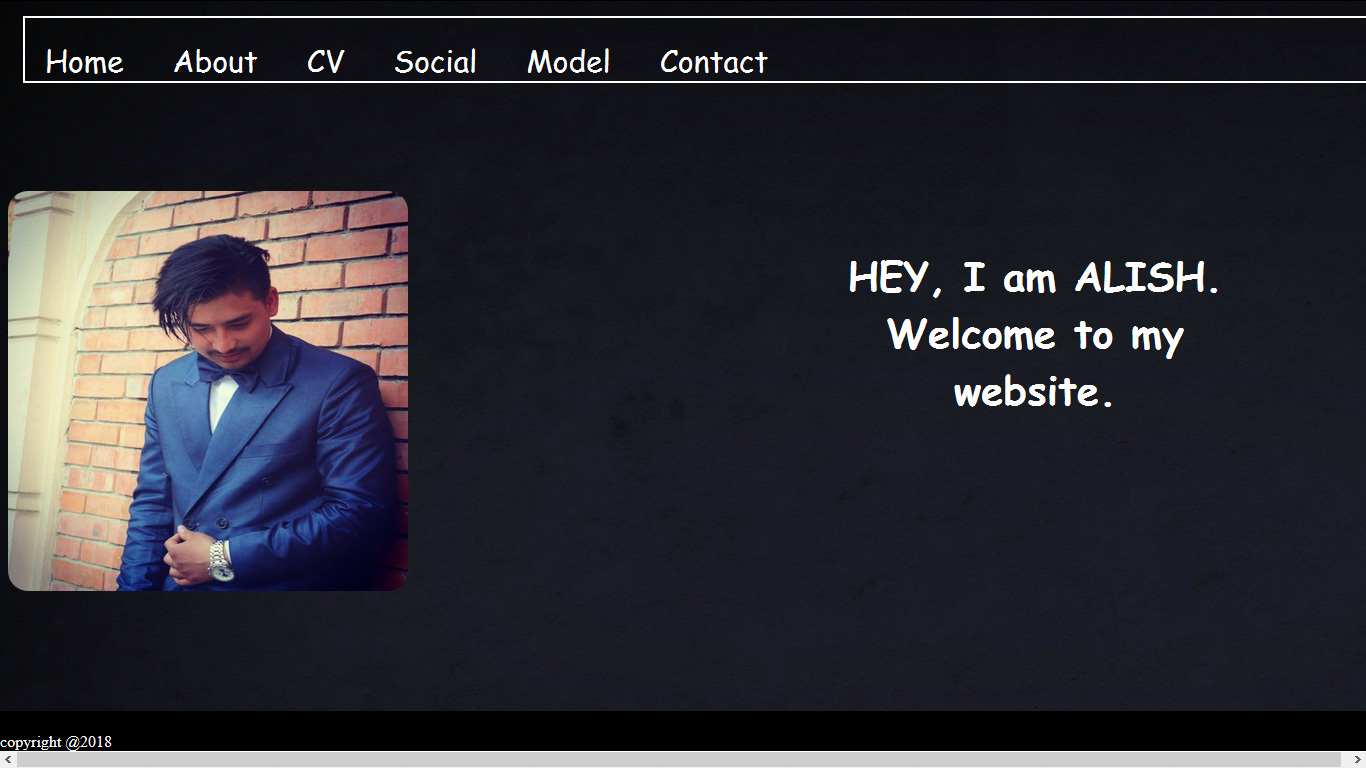 Home About CV Social Model Contact
HEY, I am ALISH.
Welcome to my
website.
copyright @2018